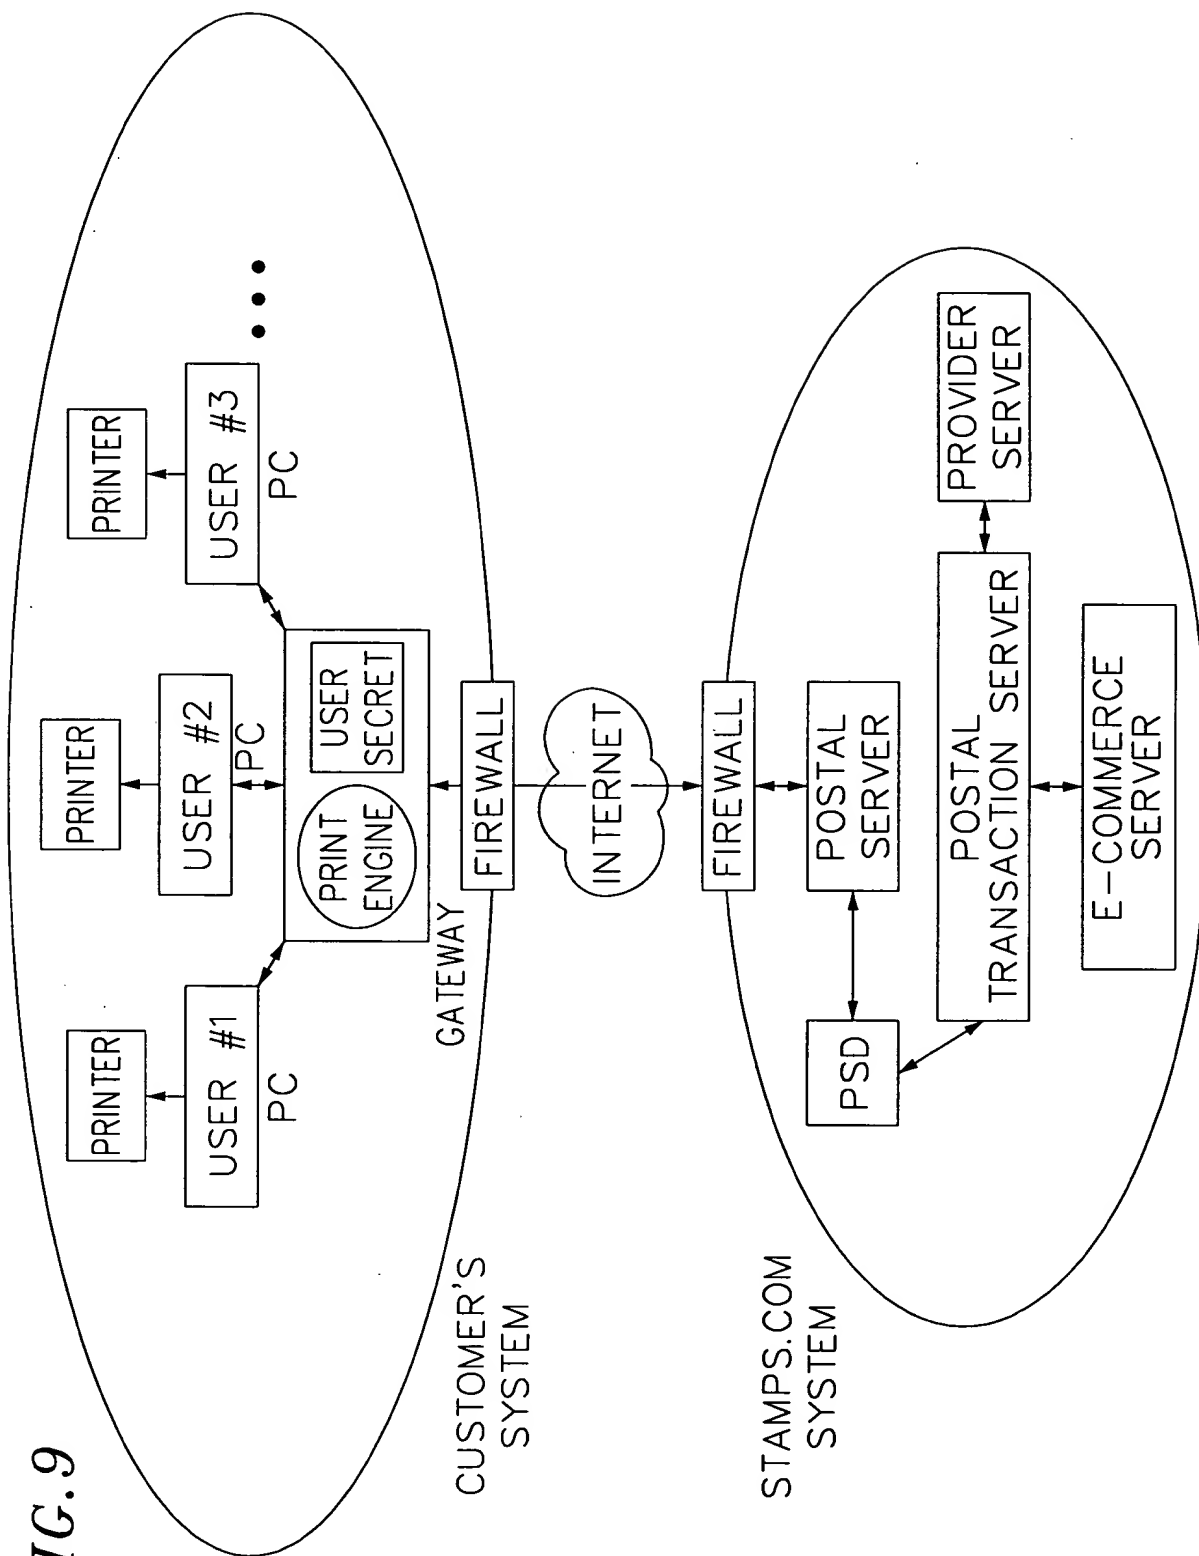 IG.9
PRINTER
PRINTER
PRINTER
USER #1
PC
USER #2
PC
USER #3
PC
PRINT
ENGINE
USER
SECRET
GATEWAY
FIREWALL
CUSTOMER'S
SYSTEM
INTERNET
STAMPS.COM
SYSTEM
FIREWALL
PSD
POSTAL
SERVER
POSTAL
TRANSACTION SERVER
PROVIDER
SERVER
E-COMMERCE
SERVER